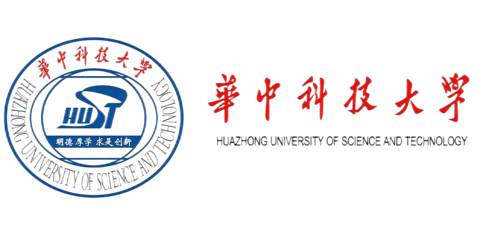 華中科技大學
HUAZHONG UNIVERSITY OF SCIENCE AND TECHNOLOGY
HUST
明德厚学 求是创新
華中科技大學
HUAZHONG UNIVERSITY OF SCIENCE AND TECHNOLOGY